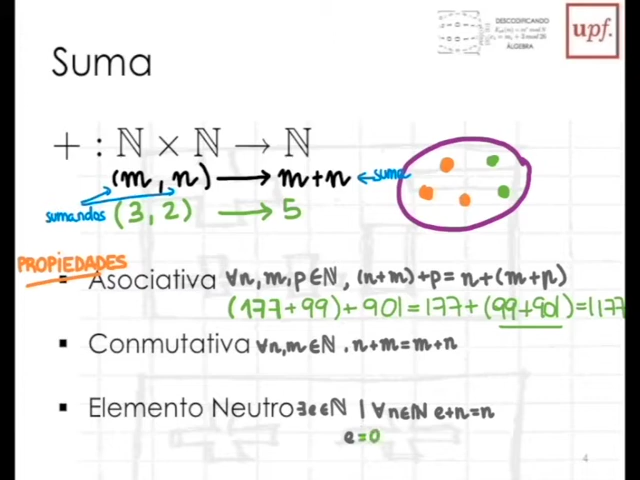 DESCODIFICANDO
ÁLGEBRA
upf.
Suma
+ : ℕ × ℕ → ℕ
(m, n) → m+n ← suma
sumandos (3, 2) → 5
PROPIEDADES
▪ Asociativa ∀n,m,p∈ℕ, (n+m)+p=n+(m+p)
(177+99)+901=177+(99+901)=1177
▪ Conmutativa ∀n,m∈ℕ. n+m=m+n
▪ Elemento Neutro ∃e∈ℕ | ∀n∈ℕ e+n=n
e=0
4